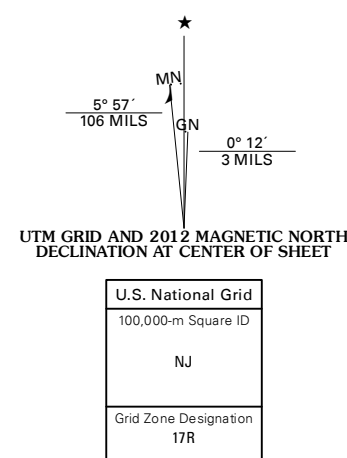 ★
M.N.
5° 57´
106 MILS
GN
0° 12´
3 MILS
UTM GRID AND 2012 MAGNETIC NORTH
DECLINATION AT CENTER OF SHEET
U.S. National Grid
100,000-m Square ID
NJ
Grid Zone Designation
17R